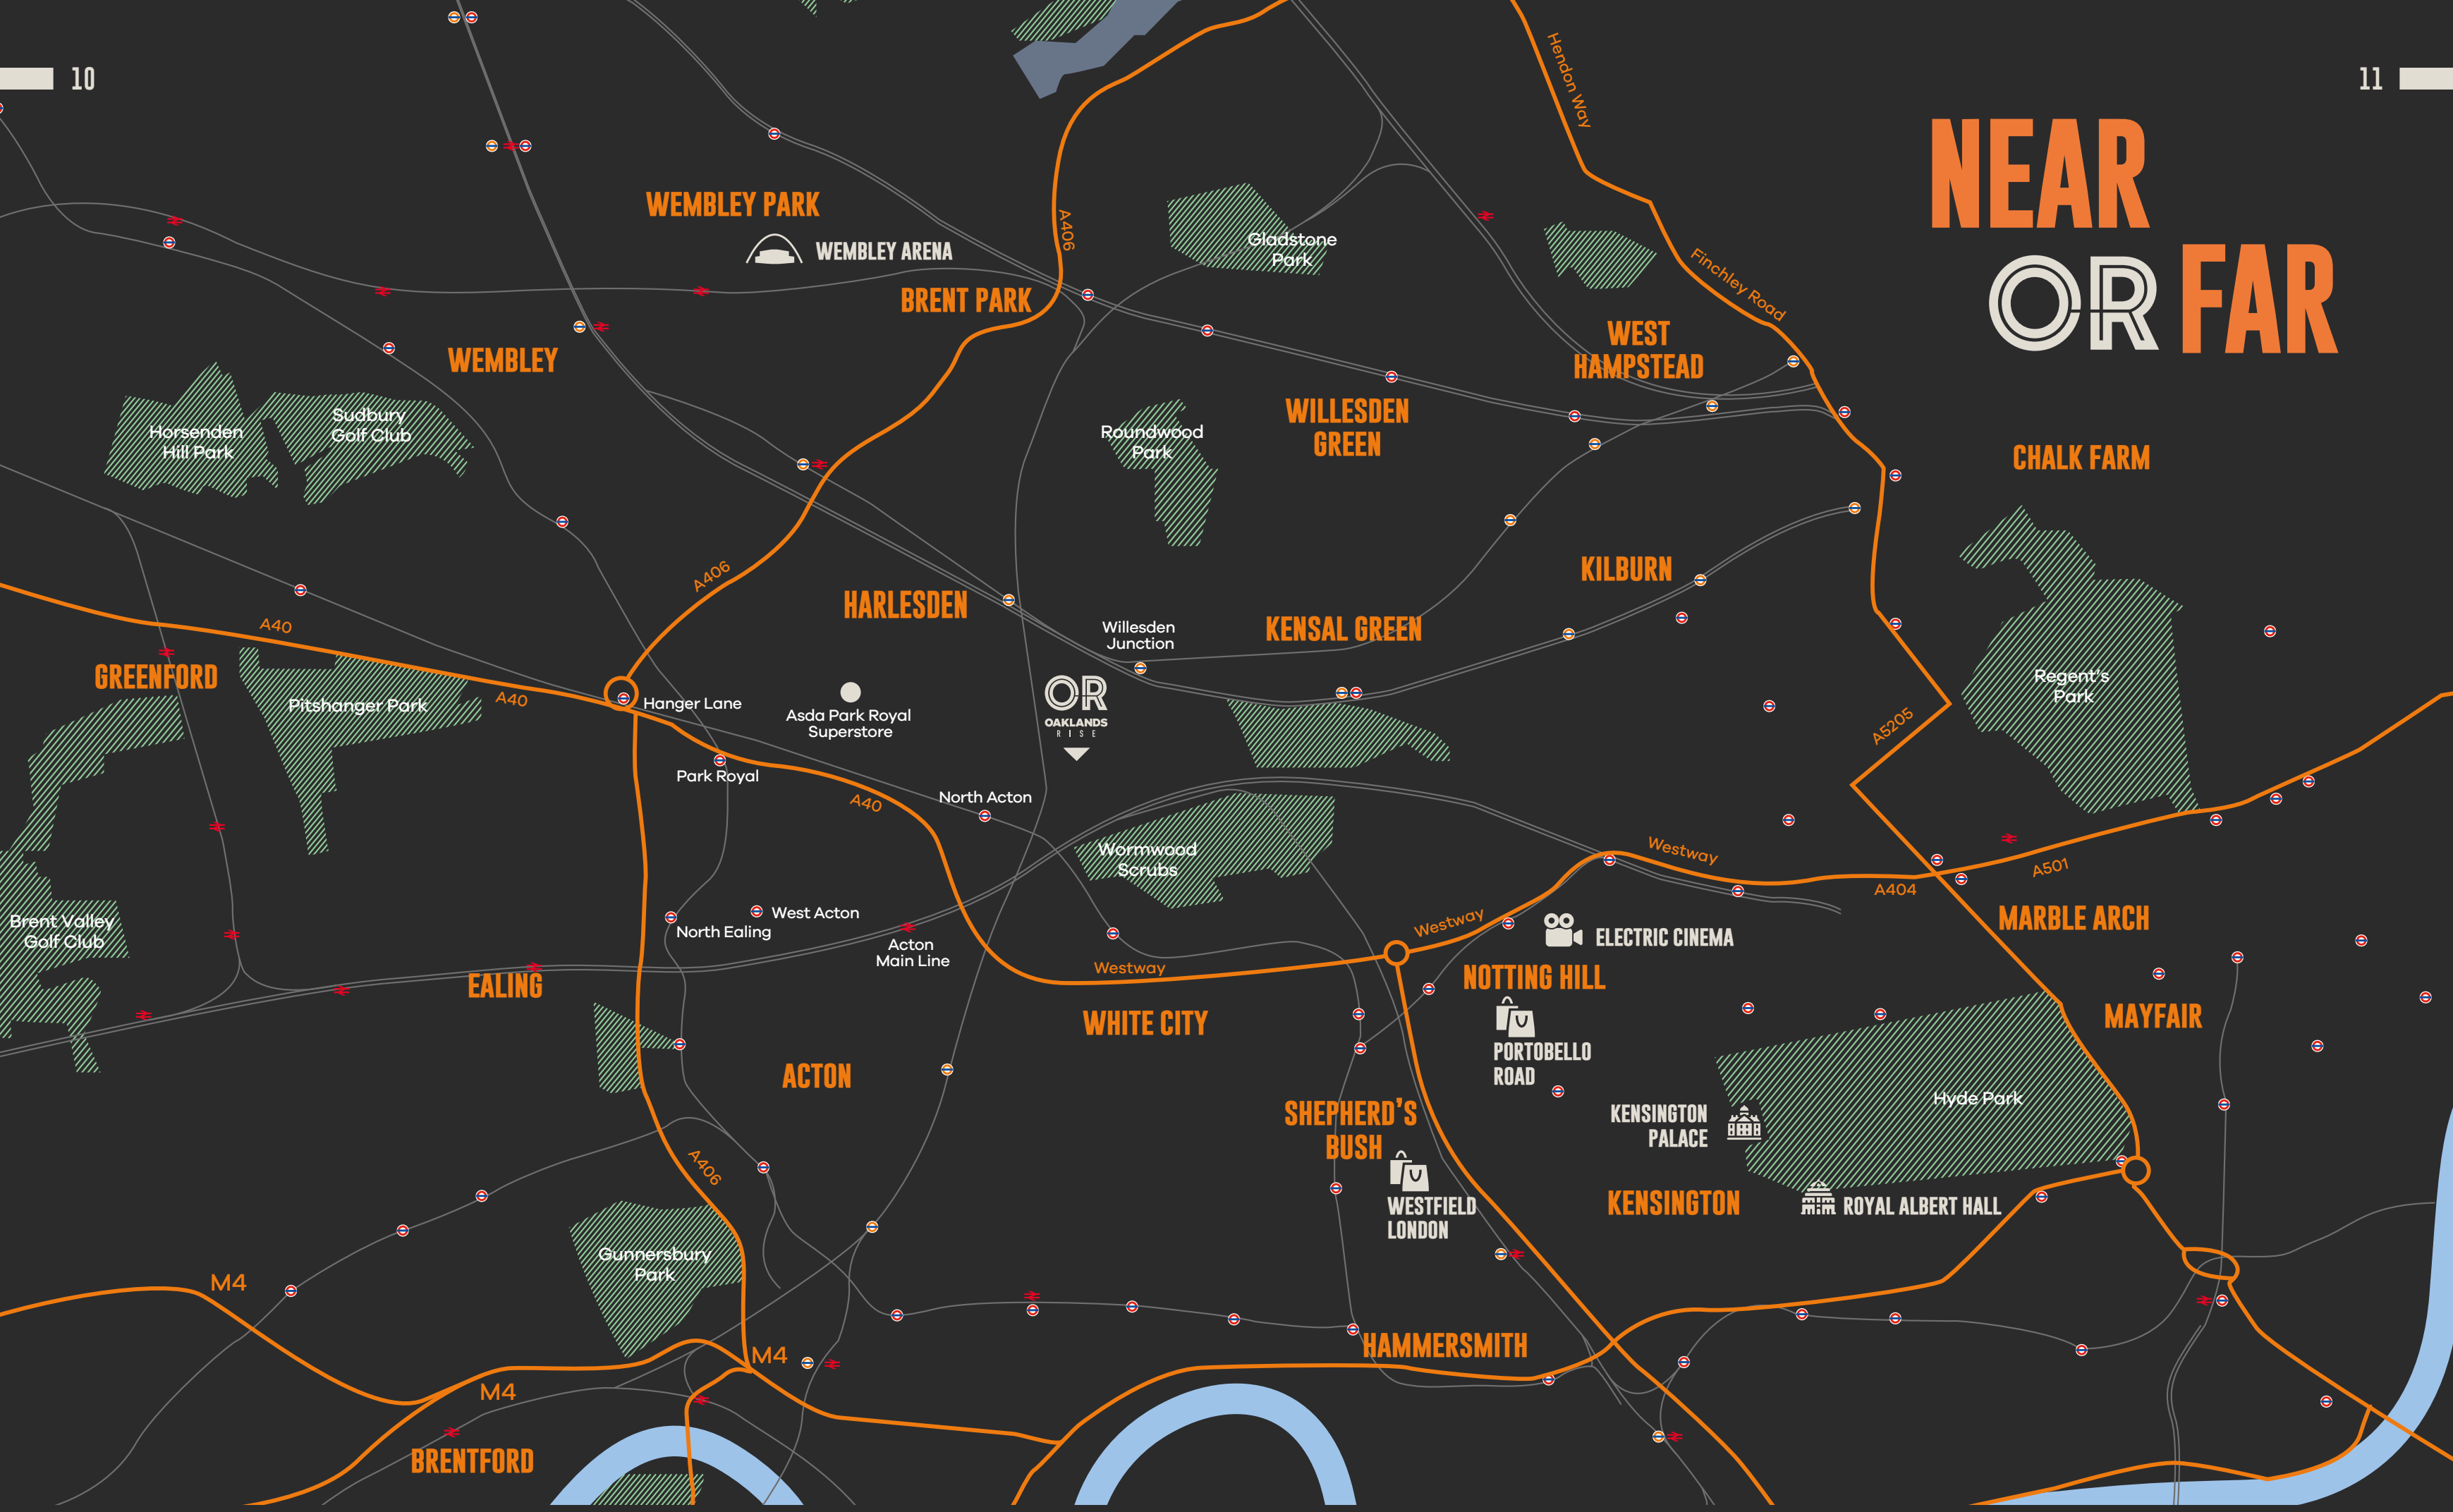 10
11
NEAR
OR FAR
Hendon Way
WEMBLEY PARK
WEMBLEY ARENA
A406
Gladstone
Park
Finchley Road
BRENT PARK
WEST
HAMPSTEAD
WEMBLEY
Horsenden
Hill Park
Sudbury
Golf Club
Roundwood
Park
WILLESDEN
GREEN
CHALK FARM
A406
HARLESDEN
KILBURN
KENSAL GREEN
Willesden
Junction
A40
GREENFORD
Pitshanger Park
A40
Hanger Lane
Asda Park Royal
Superstore
OR
OAKLANDS
RISE
Regent's
Park
A5205
Park Royal
A40
North Acton
Wormwood
Scrubs
Westway
A404
A501
Brent Valley
Golf Club
North Ealing
West Acton
Acton
Main Line
Westway
Westway
ELECTRIC CINEMA
MARBLE ARCH
NOTTING HILL
EALING
WHITE CITY
PORTOBELLO
ROAD
MAYFAIR
ACTON
SHEPHERD'S
BUSH
KENSINGTON
PALACE
Hyde Park
A406
WESTFIELD
LONDON
KENSINGTON
ROYAL ALBERT HALL
Gunnersbury
Park
M4
M4
HAMMERSMITH
M4
BRENTFORD